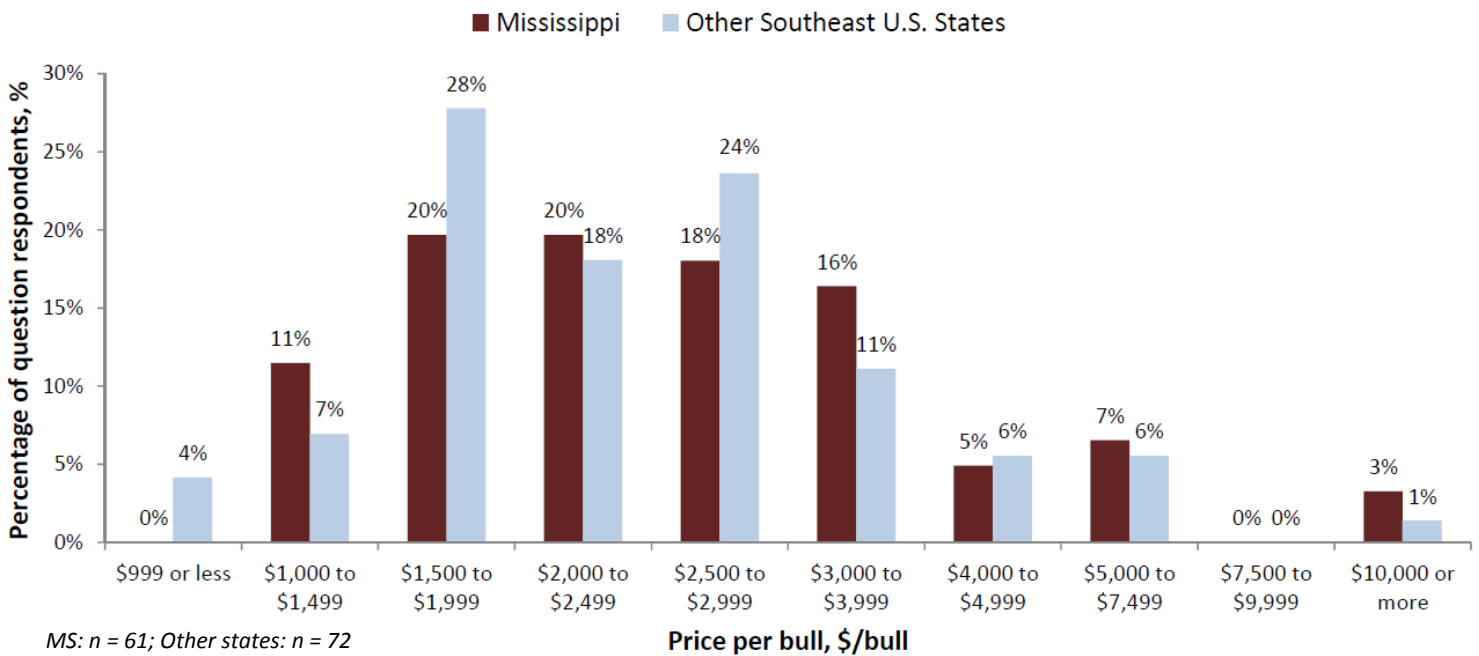 Mississippi Other Southeast U.S. States
Percentage of question respondents, %
30%
25%
20%
15%
10%
5%
0%
0% 4%
11% 7%
20% 28%
20% 18%
18% 24%
16% 11%
5% 6%
7% 6%
0% 0%
3% 1%
$999 or less
$1,000 to
$1,499
$1,500 to
$1,999
$2,000 to
$2,499
$2,500 to
$2,999
$3,000 to
$3,999
$4,000 to
$4,999
$5,000 to
$7,499
$7,500 to
$9,999
$10,000 or
more
MS: n = 61; Other states: n = 72
Price per bull, $/bull